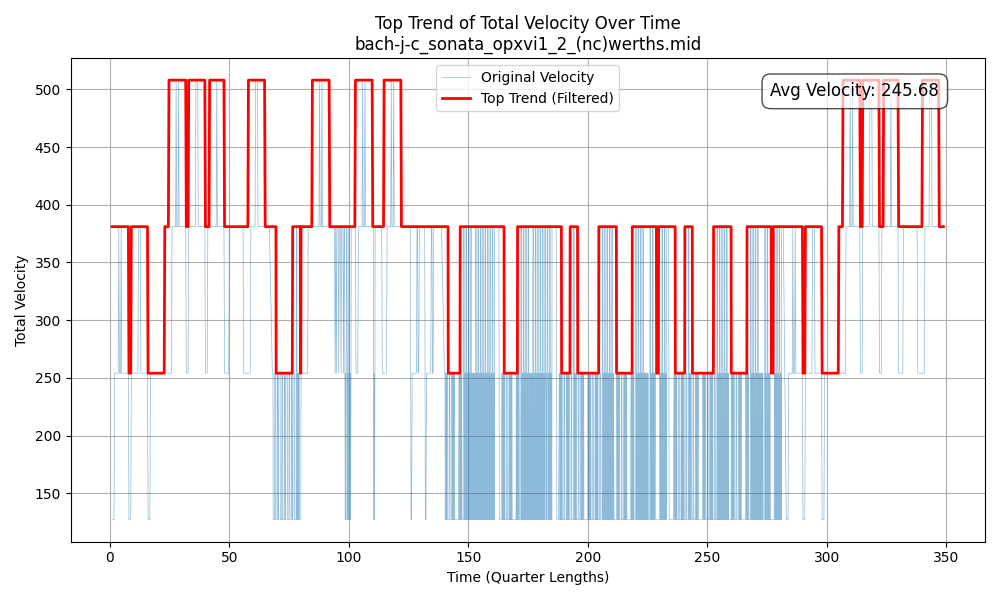 Top Trend of Total Velocity Over Time
bach-j-c_sonata_opxvi1_2_(nc)werths.mid
Original Velocity
Top Trend (Filtered)
Avg Velocity: 245.68
Total Velocity
500
450
400
350
300
250
200
150
0 50 100 150 200 250 300 350
Time (Quarter Lengths)